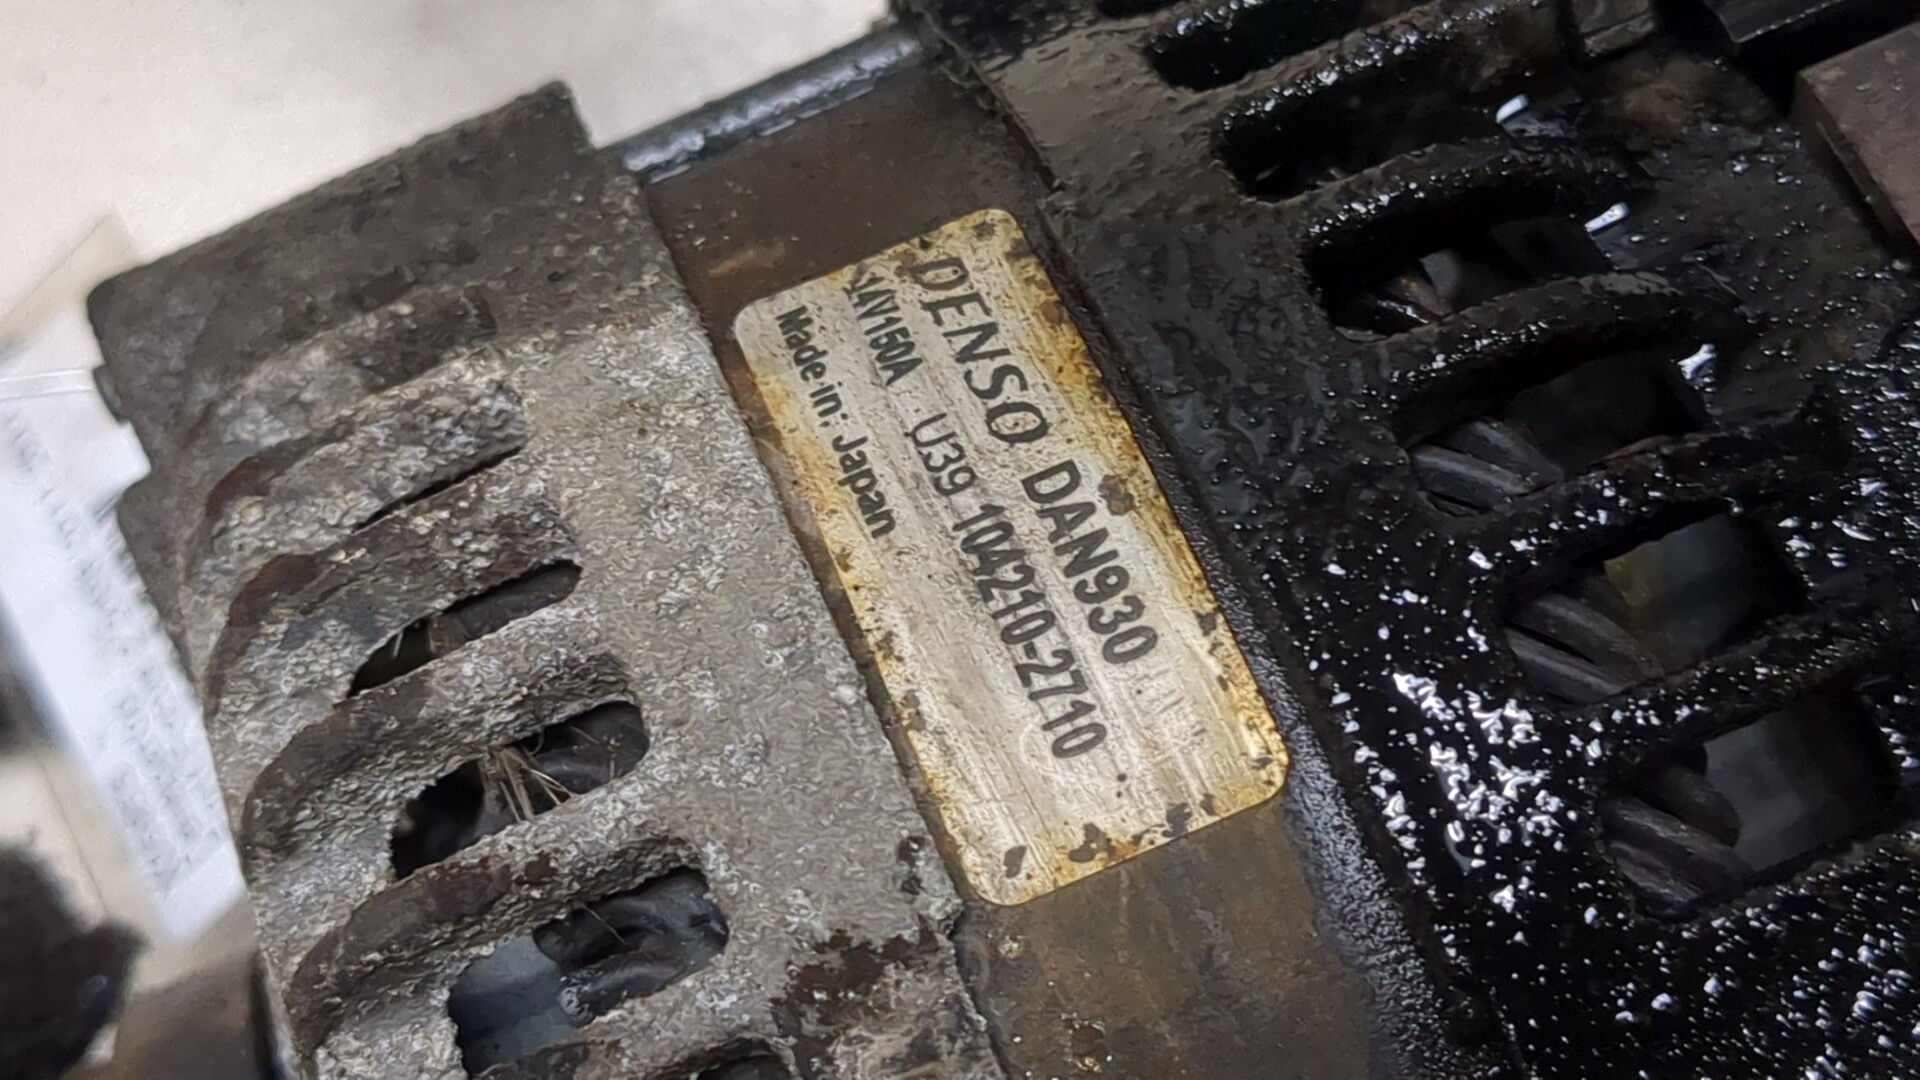 DENSO DAN930
14V150A U39 104210-2710
Made in: Japan